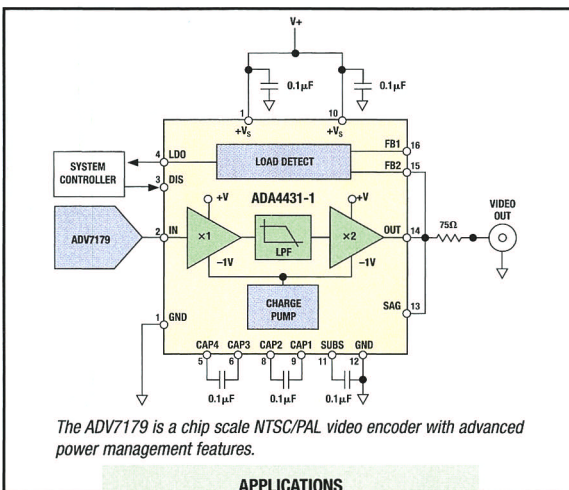 V+
0.1µF
0.1µF
1
10
+VS
+VS
4
LDO
LOAD DETECT
FB1
16
FB2
15
SYSTEM
CONTROLLER
3
DIS
ADA4431-1
+V
+V
ADV7179
2
IN
×1
LPF
×2
OUT
14
75Ω
VIDEO
OUT
–1V
–1V
CHARGE
PUMP
SAG
13
1
GND
CAP4
CAP3
CAP2
CAP1
SUBS
GND
5
6
8
9
11
12
0.1µF
0.1µF
0.1µF
The ADV7179 is a chip scale NTSC/PAL video encoder with advanced
power management features.
APPLICATIONS